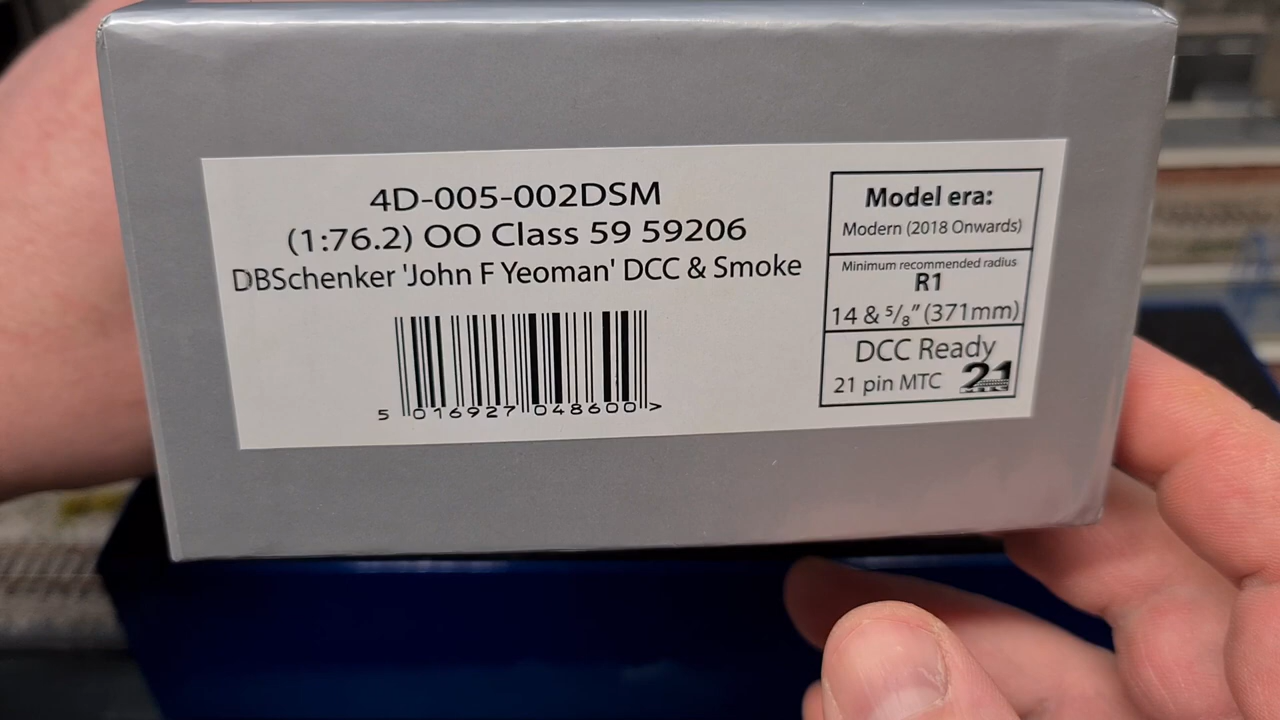 4D-005-002DSM
(1:76.2) OO Class 59 59206
DBSchenker 'John F Yeoman' DCC & Smoke
5 016927 048600 >
Model era:
Modern (2018 Onwards)
Minimum recommended radius
R1
14 & 5/8" (371mm)
DCC Ready
21 pin MTC
21
MTC